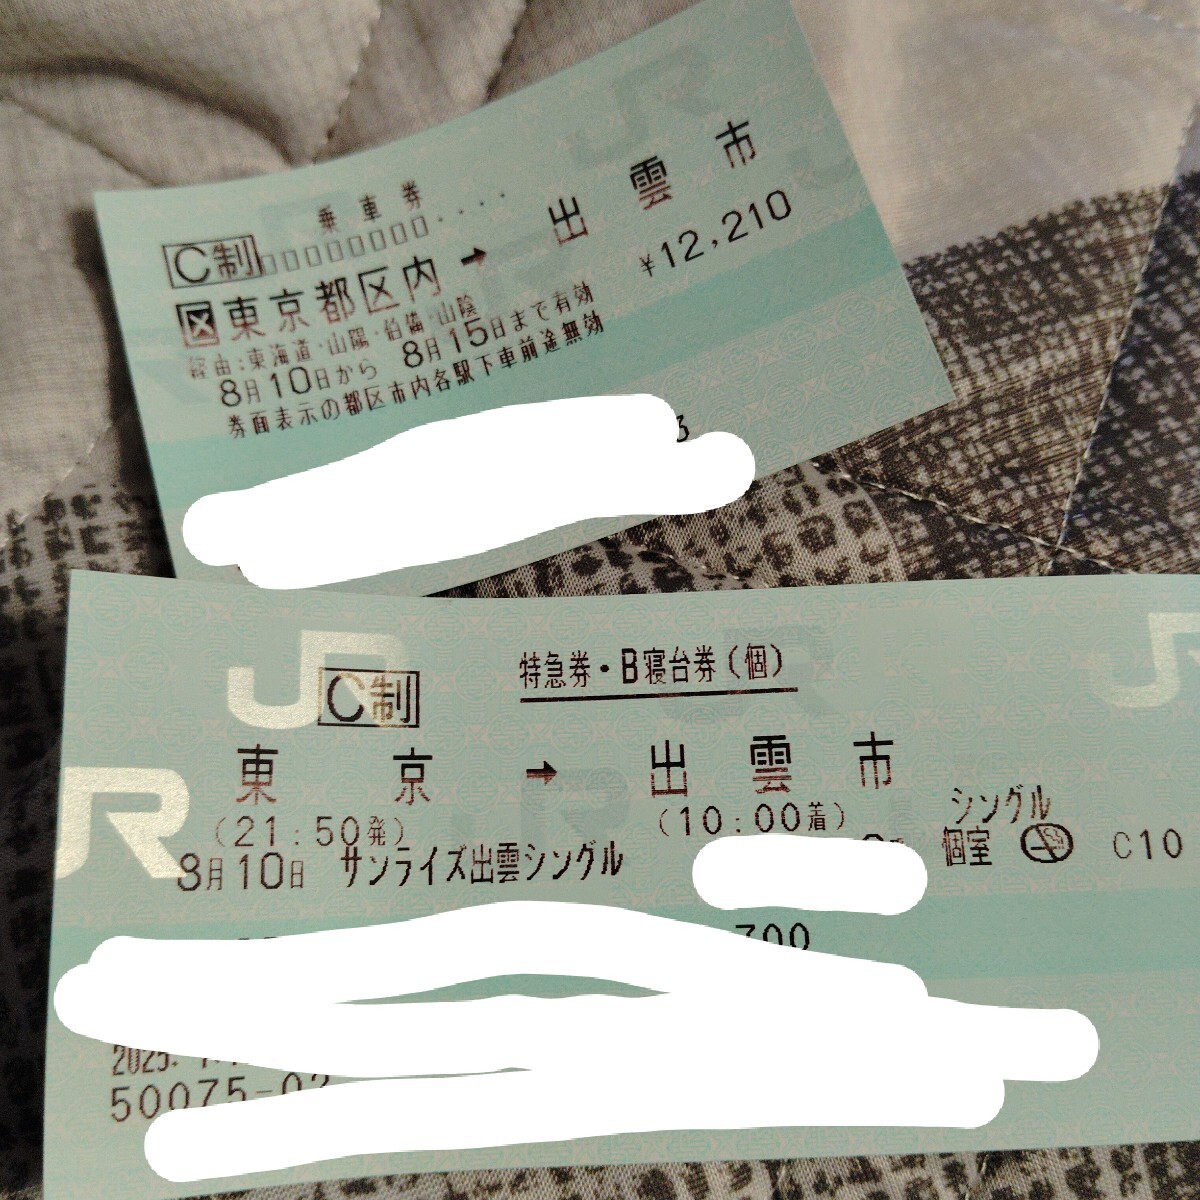 乗車券
C制
区東京都区内 → 出雲市
経由:東海道・山陽・伯備・山陰
¥12,210
8月10日から 8月15日まで有効
券面表示の都区市内各駅下車前途無効
JR
C制
特急券・B寝台券(個)
東京 → 出雲市
(21:50発) (10:00着)
シングル
8月10日 サンライズ出雲シングル
個室
C10
2025.
50075-02